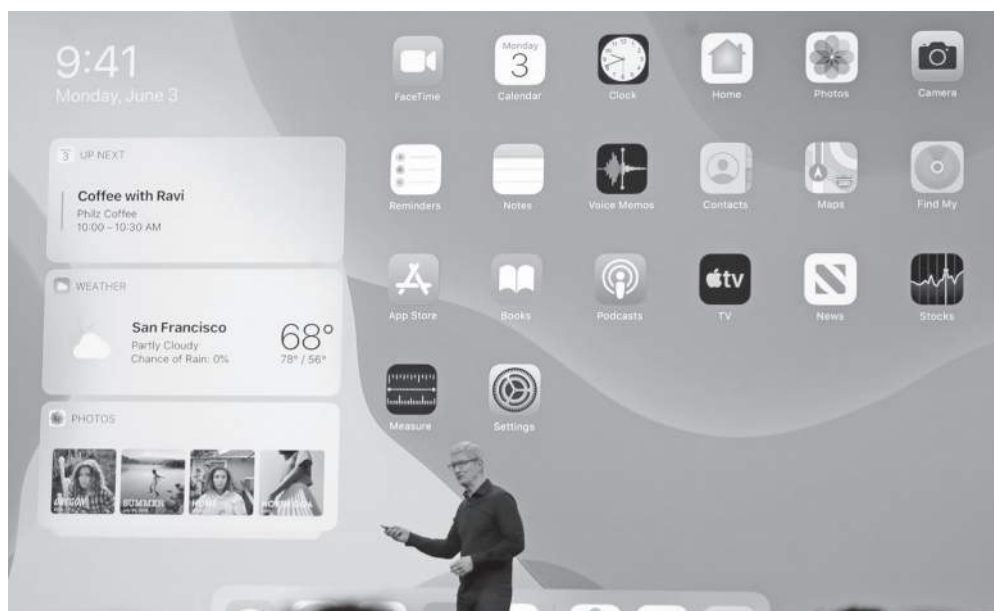 9:41
Monday, June 3
3 UP NEXT
Coffee with Ravi
Philz Coffee
10:00 – 10:30 AM
WEATHER
San Francisco
Partly Cloudy
Chance of Rain: 0%
68°
78° / 56°
PHOTOS
OREGON
SUMMER
Monday
3
FaceTime
Calendar
Clock
Home
Photos
Camera
Reminders
Notes
Voice Memos
Contacts
Maps
Find My
tv
App Store
Books
Podcasts
TV
News
Stocks
Measure
Settings